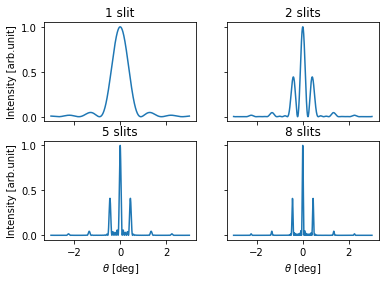 1 slit
2 slits
Intensity [arb.unit]
1.0
0.5
0.0
5 slits
8 slits
Intensity [arb.unit]
1.0
0.5
0.0
−2 0 2
−2 0 2
θ [deg]
θ [deg]